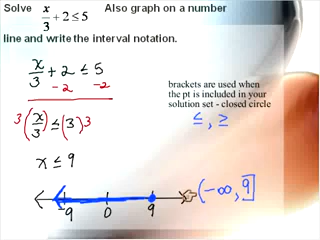 Solve x/3 + 2 ≤ 5 Also graph on a number
line and write the interval notation.
x/3 + 2 ≤ 5
-2 -2
3(x/3) ≤ (3)3
x ≤ 9
brackets are used when
the pt is included in your
solution set - closed circle
≤ , ≥
-9 0 9
(-∞, 9]